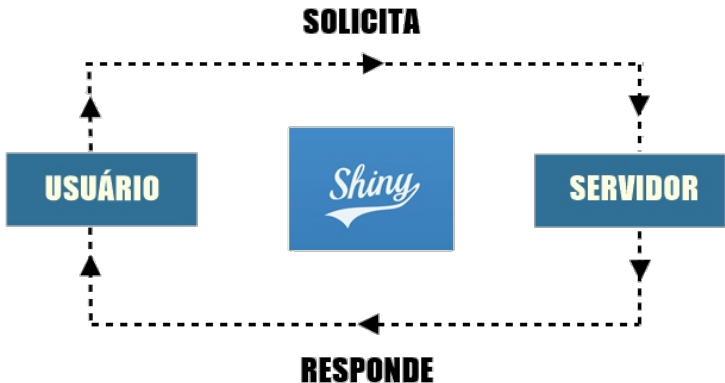 SOLICITA
USUÁRIO
Shiny
SERVIDOR
RESPONDE